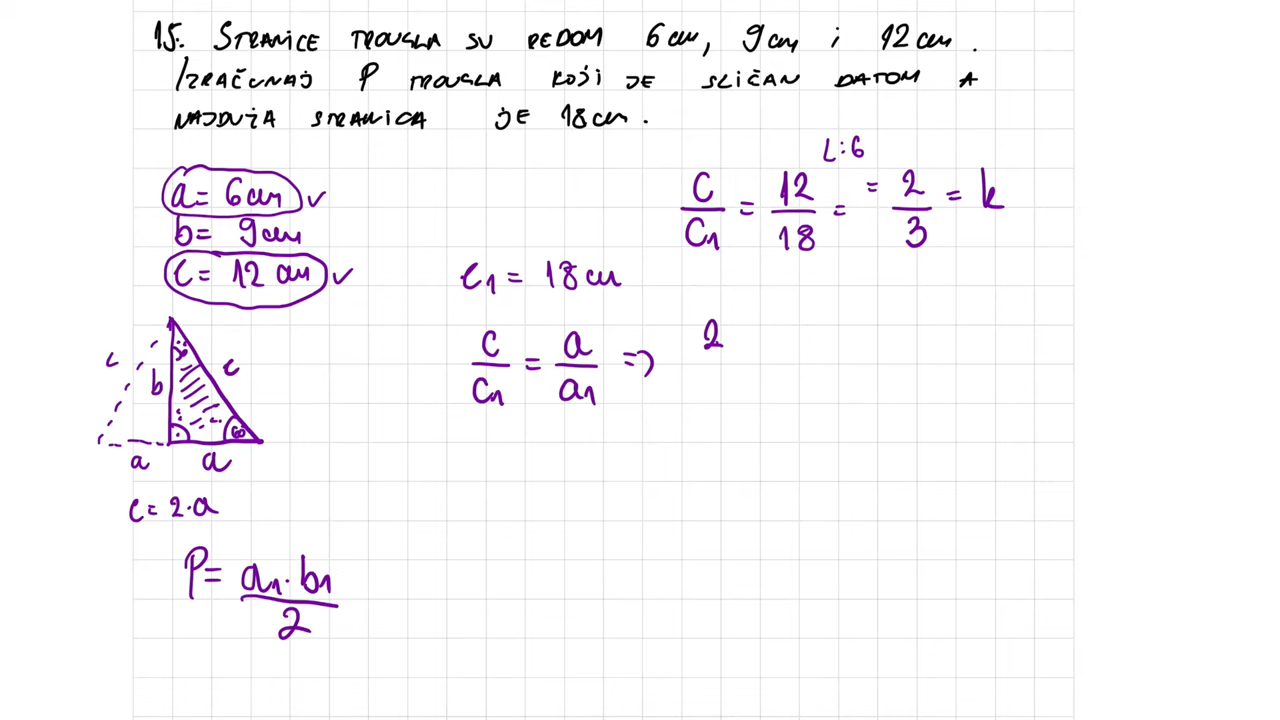 15. STRANICE TROUGLA SU REDOM 6cm, 9cm i 12cm.
IZRAČUNAJ P TROUGLA KOJI JE SLIČAN DATOM A
NAJDUŽA STRANICA JE 18cm.
L:6
a = 6cm ✓
b = 9cm
c = 12cm ✓
C/C₁ = 12/18 = = 2/3 = k
c₁ = 18cm
c/c₁ = a/a₁ => 2
c
b
c
60°
a
a
c = 2·a
P = a₁·b₁/2